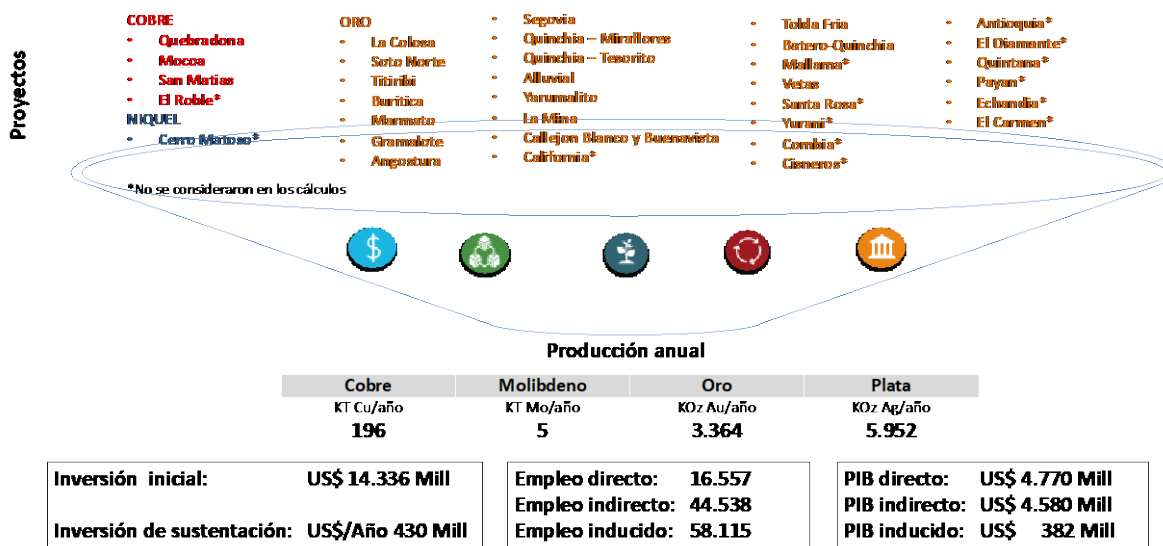 Proyectos
COBRE
• Quebradona
• Mocoa
• San Matias
• El Roble*
NIQUEL
• Cerro Matoso*
ORO
• La Colosa
• Soto Norte
• Titiribi
• Buritica
• Marmato
• Gramalote
• Angostura
• Segovia
• Quinchia – Miraflores
• Quinchia – Tesorito
• Alluvial
• Yarumalito
• La Mina
• Callejon Blanco y Buenavista
• California*
• Tolda Fria
• Batero-Quinchia
• Mallama*
• Vetas
• Santa Rosa*
• Yurani*
• Combia*
• Cisneros*
• Antioquia*
• El Diamante*
• Quintana*
• Payan*
• Echandia*
• El Carmen*
*No se consideraron en los cálculos
Producción anual
Cobre Molibdeno Oro Plata
KT Cu/año KT Mo/año KOz Au/año KOz Ag/año
196 5 3.364 5.952
Inversión inicial: US$ 14.336 Mill
Inversión de sustentación: US$/Año 430 Mill
Empleo directo: 16.557
Empleo indirecto: 44.538
Empleo inducido: 58.115
PIB directo: US$ 4.770 Mill
PIB indirecto: US$ 4.580 Mill
PIB inducido: US$ 382 Mill